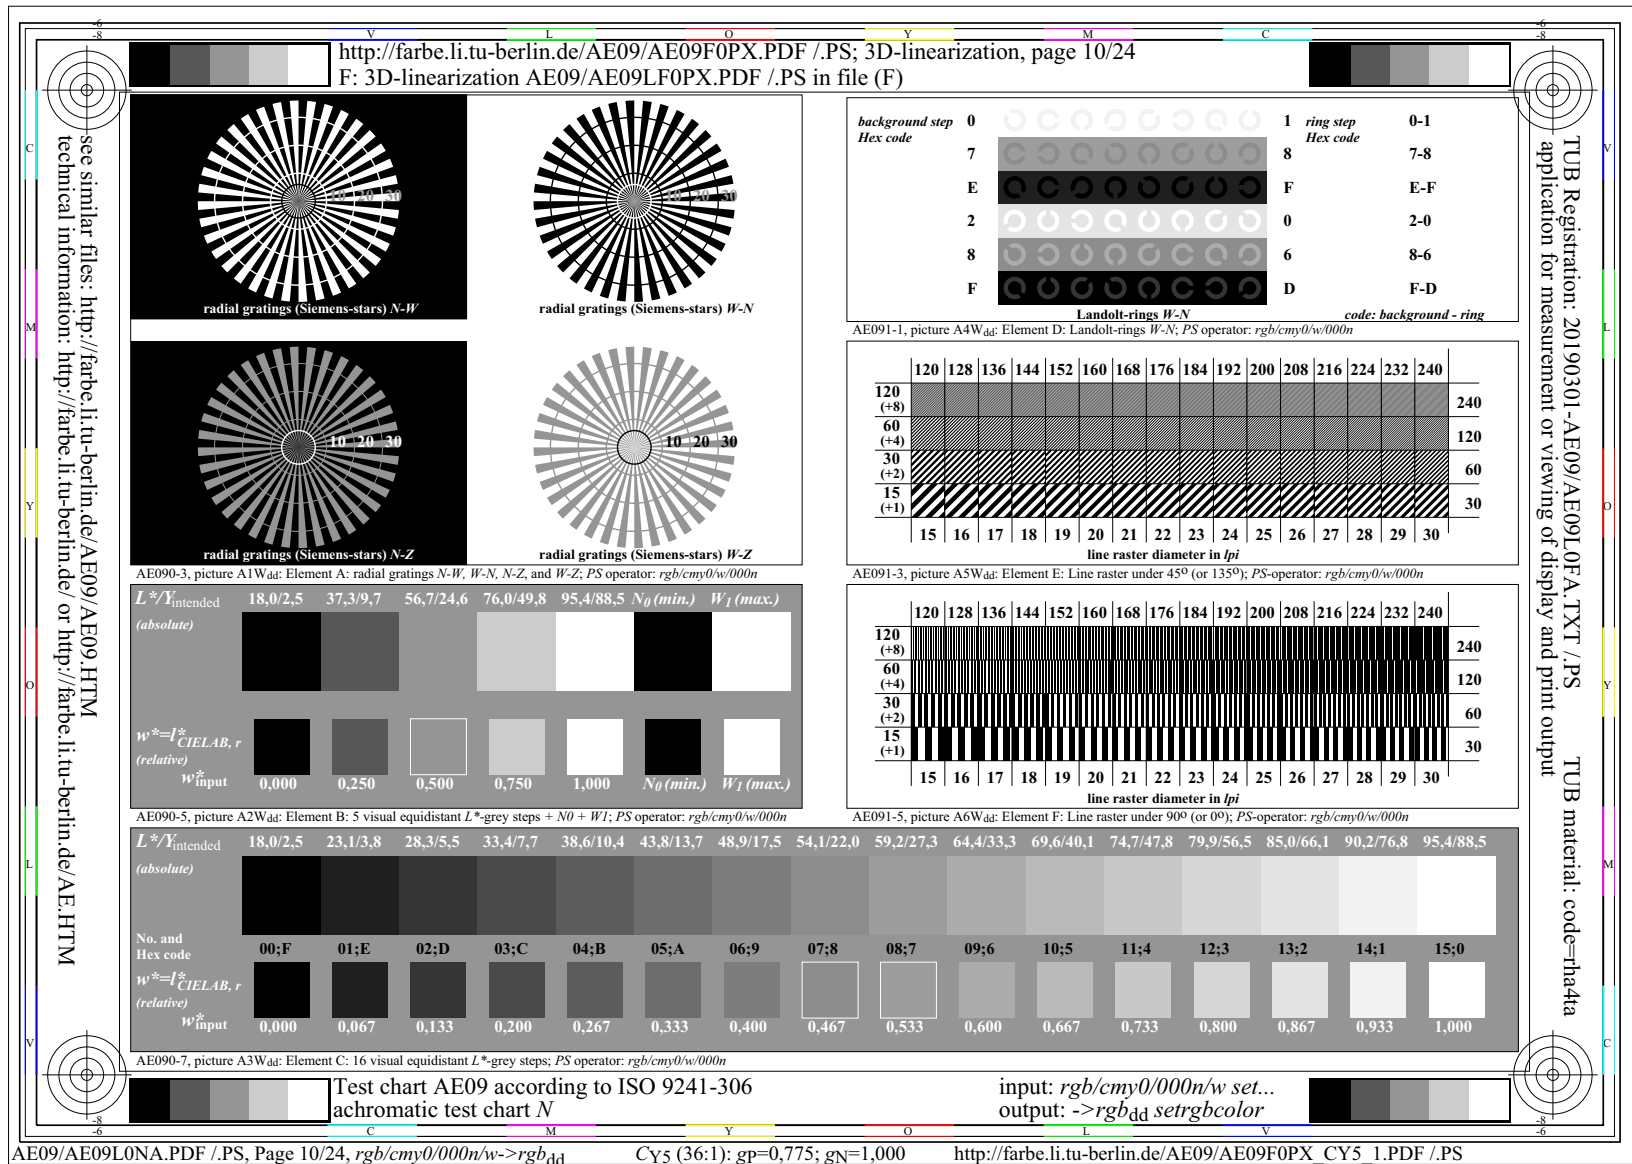 -6
-8
V L O Y M C
-6
-8
http://farbe.li.tu-berlin.de/AE09/AE09F0PX.PDF /.PS; 3D-linearization, page 10/24
F: 3D-linearization AE09/AE09LF0PX.PDF /.PS in file (F)
see similar files: http://farbe.li.tu-berlin.de/AE09/AE09.HTM
technical information: http://farbe.li.tu-berlin.de/ or http://farbe.li.tu-berlin.de/AE.HTM
C
M
Y
O
L
V
10 20 30
radial gratings (Siemens-stars) N-W
10 20 30
radial gratings (Siemens-stars) W-N
10 20 30
radial gratings (Siemens-stars) N-Z
10 20 30
radial gratings (Siemens-stars) W-Z
AE090-3, picture A1Wdd: Element A: radial gratings N-W, W-N, N-Z, and W-Z; PS operator: rgb/cmy0/w/000n
L*/Yintended 18,0/2,5 37,3/9,7 56,7/24,6 76,0/49,8 95,4/88,5 N0 (min.) W1 (max.)
(absolute)
w*=l*CIELAB, r
(relative)
w*input 0,000 0,250 0,500 0,750 1,000 N0 (min.) W1 (max.)
AE090-5, picture A2Wdd: Element B: 5 visual equidistant L*-grey steps + N0 + W1; PS operator: rgb/cmy0/w/000n
background step 0 1 ring step 0-1
Hex code Hex code
7 8 7-8
E F E-F
2 0 2-0
8 6 8-6
F D F-D
Landolt-rings W-N code: background - ring
AE091-1, picture A4Wdd: Element D: Landolt-rings W-N; PS operator: rgb/cmy0/w/000n
120 128 136 144 152 160 168 176 184 192 200 208 216 224 232 240
120
(+8) 240
60
(+4) 120
30
(+2) 60
15
(+1) 30
15 16 17 18 19 20 21 22 23 24 25 26 27 28 29 30
line raster diameter in lpi
AE091-3, picture A5Wdd: Element E: Line raster under 45º (or 135º); PS-operator: rgb/cmy0/w/000n
120 128 136 144 152 160 168 176 184 192 200 208 216 224 232 240
120
(+8) 240
60
(+4) 120
30
(+2) 60
15
(+1) 30
15 16 17 18 19 20 21 22 23 24 25 26 27 28 29 30
line raster diameter in lpi
AE091-5, picture A6Wdd: Element F: Line raster under 90º (or 0º); PS-operator: rgb/cmy0/w/000n
L*/Yintended 18,0/2,5 23,1/3,8 28,3/5,5 33,4/7,7 38,6/10,4 43,8/13,7 48,9/17,5 54,1/22,0 59,2/27,3 64,4/33,3 69,6/40,1 74,7/47,8 79,9/56,5 85,0/66,1 90,2/76,8 95,4/88,5
(absolute)
No. and
Hex code 00;F 01;E 02;D 03;C 04;B 05;A 06;9 07;8 08;7 09;6 10;5 11;4 12;3 13;2 14;1 15;0
w*=l*CIELAB, r
(relative)
w*input 0,000 0,067 0,133 0,200 0,267 0,333 0,400 0,467 0,533 0,600 0,667 0,733 0,800 0,867 0,933 1,000
AE090-7, picture A3Wdd: Element C: 16 visual equidistant L*-grey steps; PS operator: rgb/cmy0/w/000n
TUB Registration: 20190301-AE09/AE09L0FA.TXT /.PS TUB material: code=rha4ta
application for measurement or viewing of display and print output
V
L
O
Y
M
C
Test chart AE09 according to ISO 9241-306
achromatic test chart N
input: rgb/cmy0/000n/w set...
output: ->rgbdd setrgbcolor
-8
-6
C M Y O L V
-8
-6
AE09/AE09L0NA.PDF /.PS, Page 10/24, rgb/cmy0/000n/w->rgbdd CY5 (36:1): gP=0,775; gN=1,000 http://farbe.li.tu-berlin.de/AE09/AE09F0PX_CY5_1.PDF /.PS